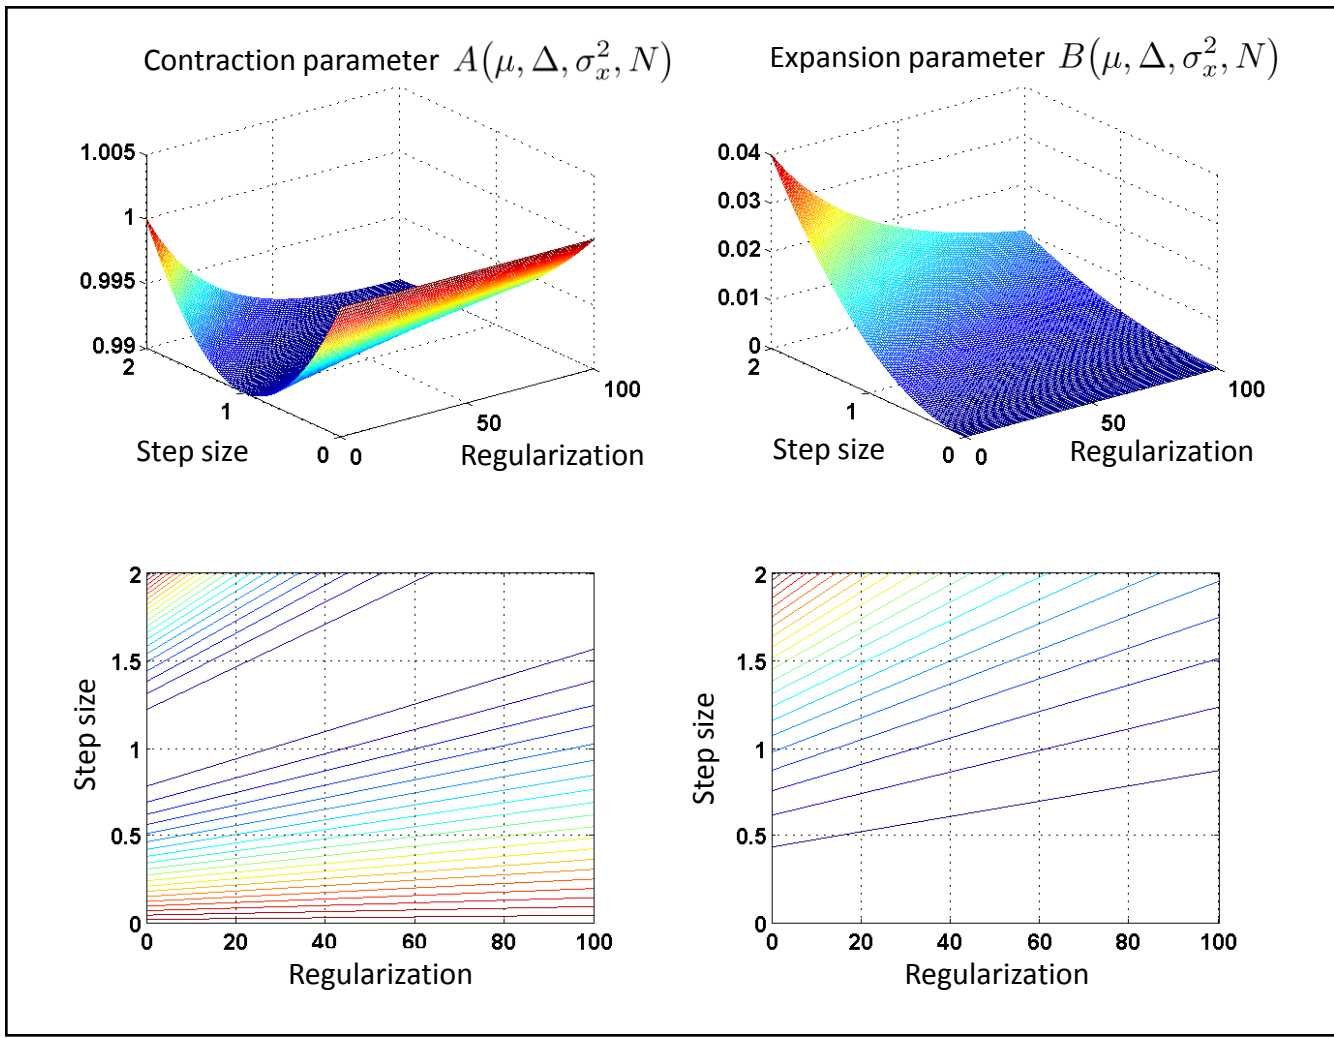 Contraction parameter A(μ, Δ, σ_x^2, N)
1.005
1
0.995
0.99
2
1
0
0
50
100
Step size
Regularization
Expansion parameter B(μ, Δ, σ_x^2, N)
0.04
0.03
0.02
0.01
0
2
1
0
0
50
100
Step size
Regularization
2
1.5
1
0.5
0
0 20 40 60 80 100
Step size
Regularization
2
1.5
1
0.5
0
0 20 40 60 80 100
Step size
Regularization